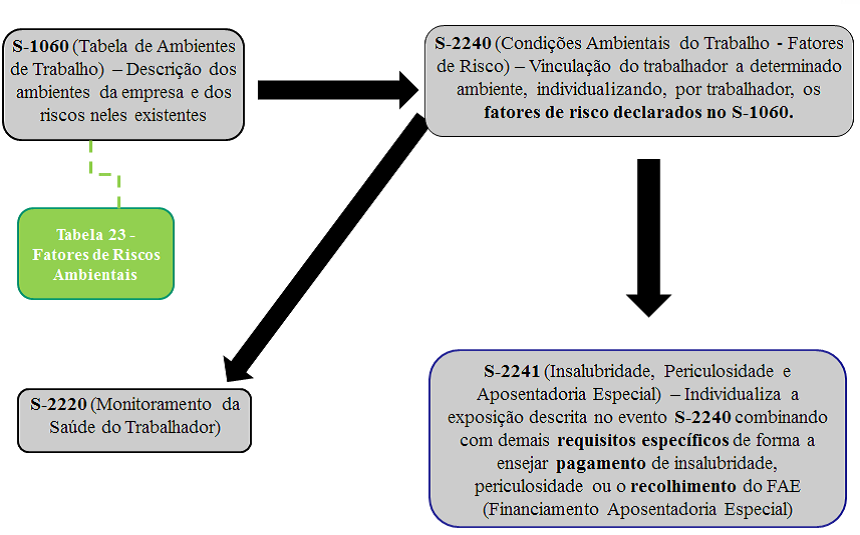 S-1060 (Tabela de Ambientes
de Trabalho) – Descrição dos
ambientes da empresa e dos
riscos neles existentes
S-2240 (Condições Ambientais do Trabalho - Fatores
de Risco) – Vinculação do trabalhador a determinado
ambiente, individualizando, por trabalhador, os
fatores de risco declarados no S-1060.
Tabela 23 -
Fatores de Riscos
Ambientais
S-2220 (Monitoramento da
Saúde do Trabalhador)
S-2241 (Insalubridade, Periculosidade e
Aposentadoria Especial) – Individualiza a
exposição descrita no evento S-2240 combinando
com demais requisitos específicos de forma a
ensejar pagamento de insalubridade,
periculosidade ou o recolhimento do FAE
(Financiamento Aposentadoria Especial)